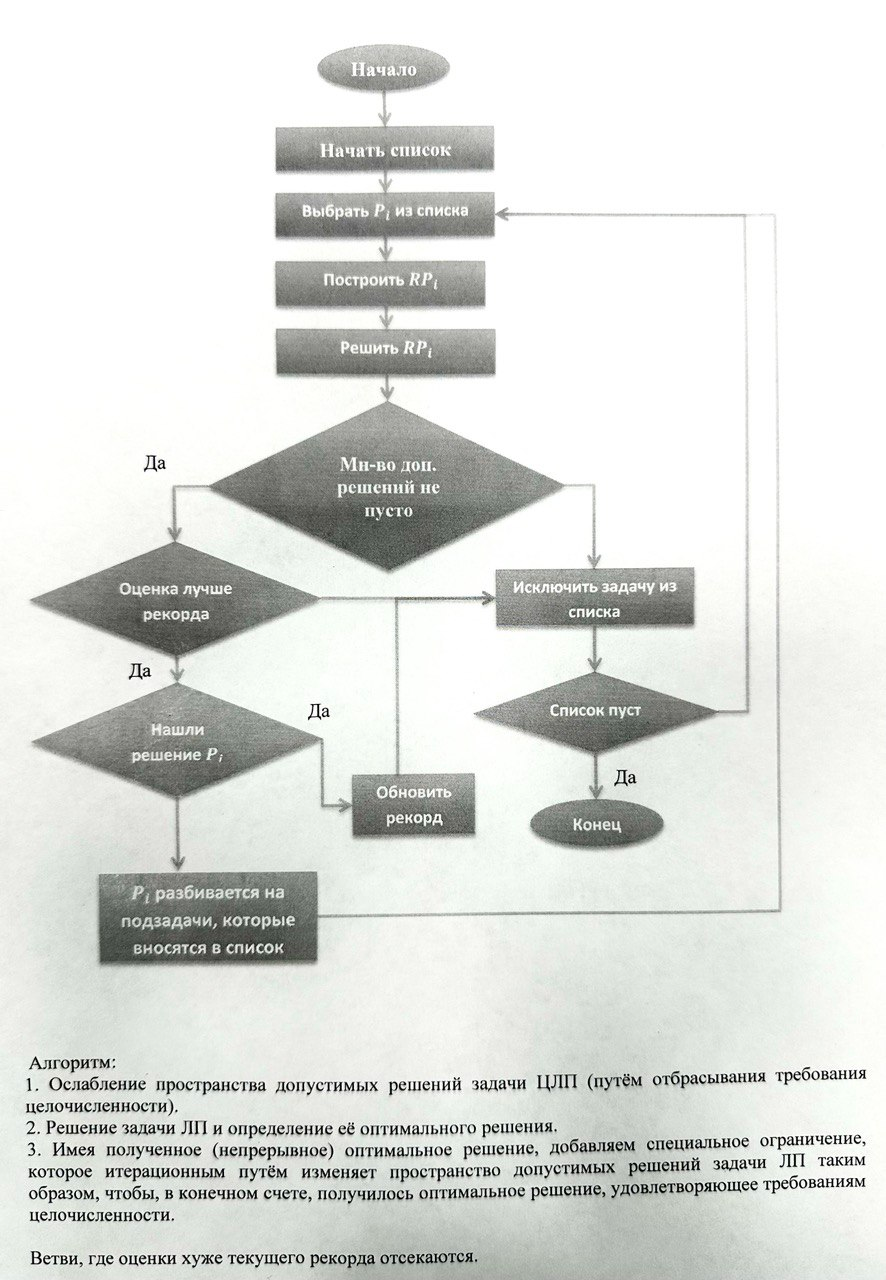 Начало
Начать список
Выбрать P_i из списка
Построить RP_i
Решить RP_i
Мн-во доп.
решений не
пусто
Да
Оценка лучше
рекорда
Исключить задачу из
списка
Да
Нашли
решение P_i
Да
Список пуст
Обновить
рекорд
Да
Конец
P_i разбивается на
подзадачи, которые
вносятся в список
Алгоритм:
1. Ослабление пространства допустимых решений задачи ЦЛП (путём отбрасывания требования
целочисленности).
2. Решение задачи ЛП и определение её оптимального решения.
3. Имея полученное (непрерывное) оптимальное решение, добавляем специальное ограничение,
которое итерационным путём изменяет пространство допустимых решений задачи ЛП таким
образом, чтобы, в конечном счете, получилось оптимальное решение, удовлетворяющее требованиям
целочисленности.
Ветви, где оценки хуже текущего рекорда отсекаются.